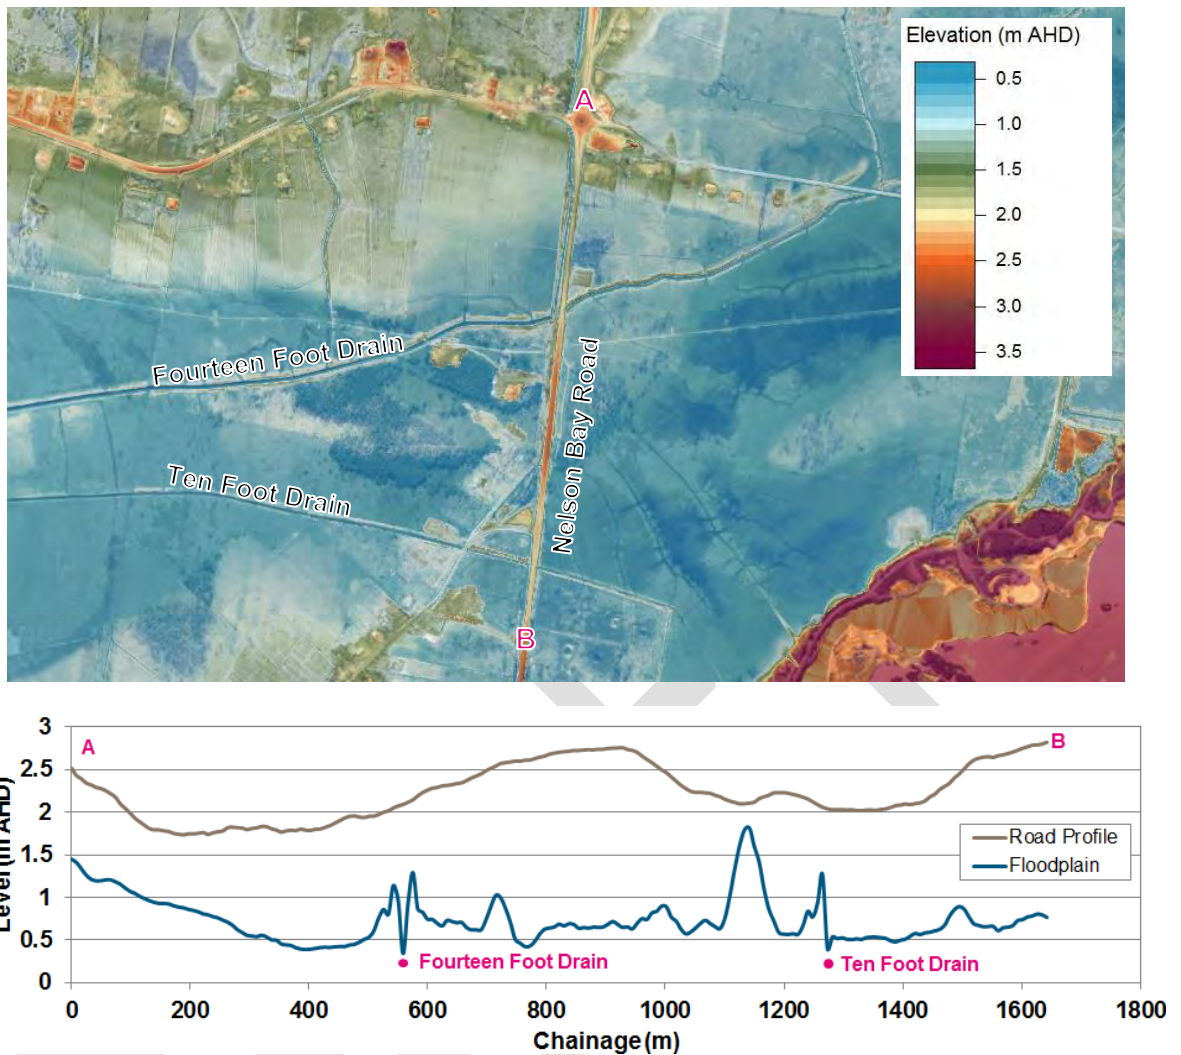 Elevation (m AHD)
0.5
1.0
1.5
2.0
2.5
3.0
3.5
A
Fourteen Foot Drain
Nelson Bay Road
Ten Foot Drain
B
3
2.5
2
1.5
1
0.5
0
Level (m AHD)
A
B
Road Profile
Floodplain
Fourteen Foot Drain
Ten Foot Drain
0 200 400 600 800 1000 1200 1400 1600 1800
Chainage (m)